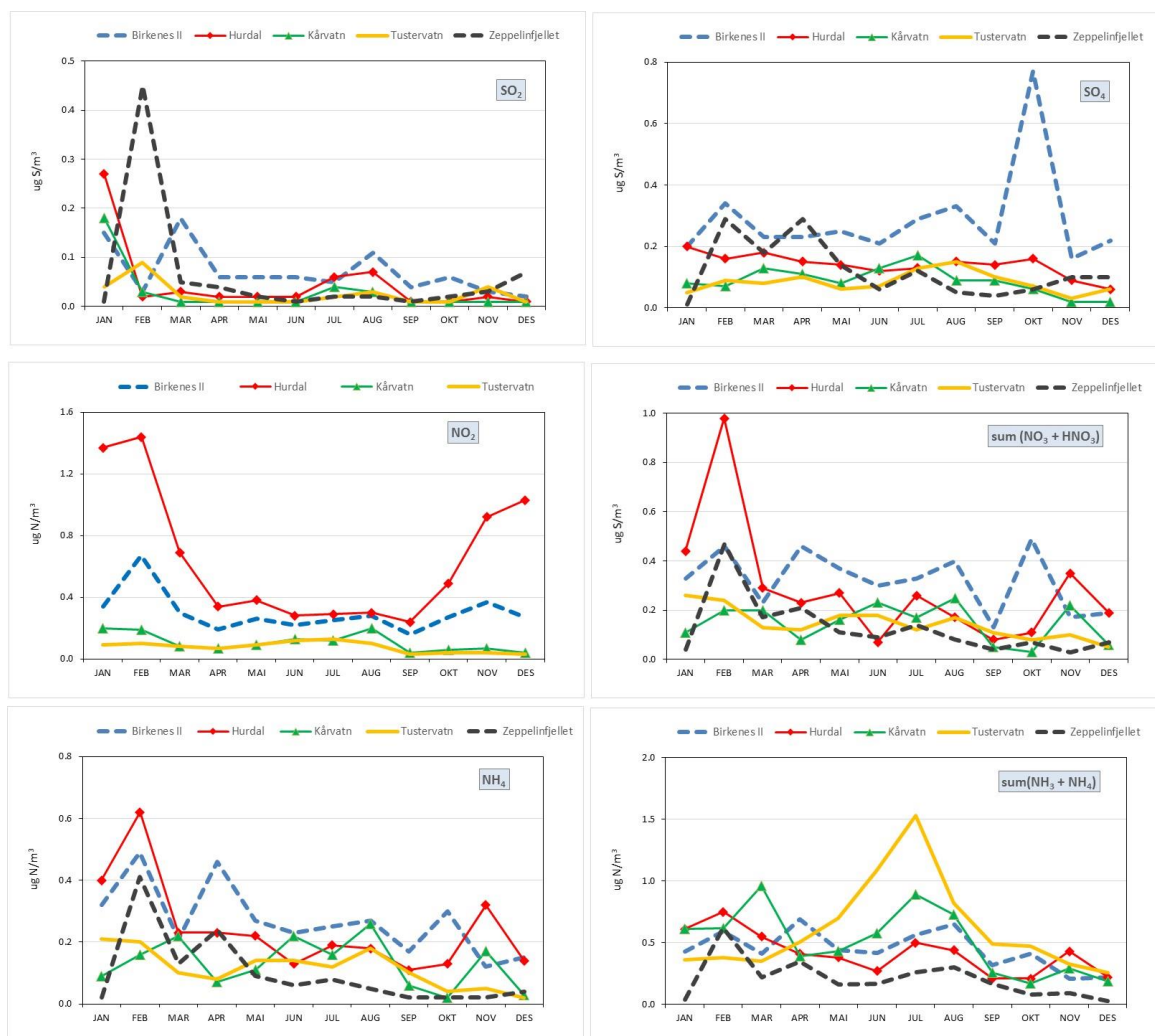 Birkenes II Hurdal Kårvatn Tustervatn Zeppelinfjellet
SO2
ug S/m³
0.5
0.4
0.3
0.2
0.1
0.0
JAN FEB MAR APR MAI JUN JUL AUG SEP OKT NOV DES
Birkenes II Hurdal Kårvatn Tustervatn Zeppelinfjellet
SO4
ug S/m³
0.8
0.6
0.4
0.2
0.0
JAN FEB MAR APR MAI JUN JUL AUG SEP OKT NOV DES
Birkenes II Hurdal Kårvatn Tustervatn
NO2
ug N/m³
1.6
1.2
0.8
0.4
0.0
JAN FEB MAR APR MAI JUN JUL AUG SEP OKT NOV DES
Birkenes II Hurdal Kårvatn Tustervatn Zeppelinfjellet
sum (NO3 + HNO3)
ug S/m³
1.0
0.8
0.6
0.4
0.2
0.0
JAN FEB MAR APR MAI JUN JUL AUG SEP OKT NOV DES
Birkenes II Hurdal Kårvatn Tustervatn Zeppelinfjellet
NH4
ug N/m³
0.8
0.6
0.4
0.2
0.0
JAN FEB MAR APR MAI JUN JUL AUG SEP OKT NOV DES
Birkenes II Hurdal Kårvatn Tustervatn Zeppelinfjellet
sum(NH3 + NH4)
ug N/m³
2.0
1.5
1.0
0.5
0.0
JAN FEB MAR APR MAI JUN JUL AUG SEP OKT NOV DES